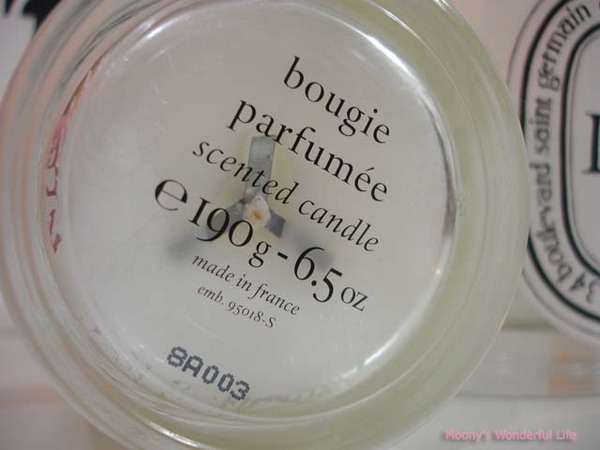 bougie
parfumée
scented candle
℮ 190 g - 6.5 oz
made in france
emb. 95018-S
8A003
34 boulevard saint germain
Moony's Wonderful Life